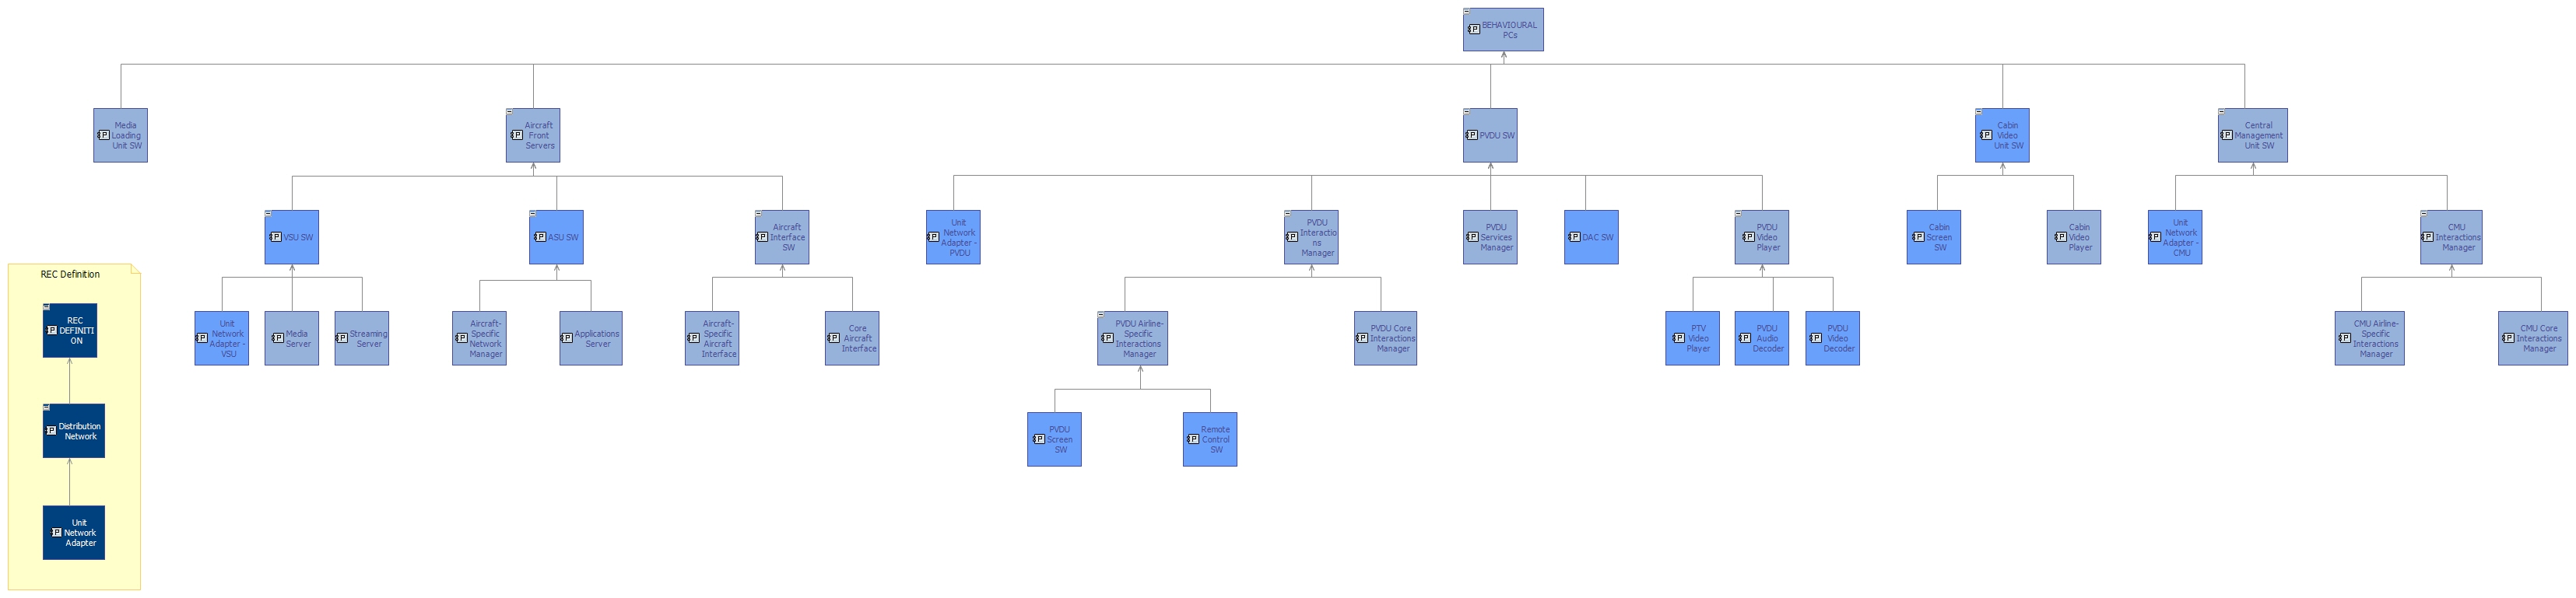 BEHAVIOURAL
PCs
Media
Loading
Unit SW
Aircraft
Front
Servers
PVDU SW
Cabin
Video
Unit SW
Central
Management
Unit SW
VSU SW
ASU SW
Aircraft
Interface
SW
Unit
Network
Adapter -
PVDU
PVDU
Interactio
ns
Manager
PVDU
Services
Manager
DAC SW
PVDU
Video
Player
Cabin
Screen
SW
Cabin
Video
Player
Unit
Network
Adapter -
CMU
CMU
Interactions
Manager
REC Definition
REC
DEFINITI
ON
Unit
Network
Adapter -
VSU
Media
Server
Streaming
Server
Aircraft-
Specific
Network
Manager
Applications
Server
Aircraft-
Specific
Aircraft
Interface
Core
Aircraft
Interface
PVDU Airline-
Specific
Interactions
Manager
PVDU Core
Interactions
Manager
PTV
Video
Player
PVDU
Audio
Decoder
PVDU
Video
Decoder
CMU Airline-
Specific
Interactions
Manager
CMU Core
Interactions
Manager
Distribution
Network
PVDU
Screen
SW
Remote
Control
SW
Unit
Network
Adapter